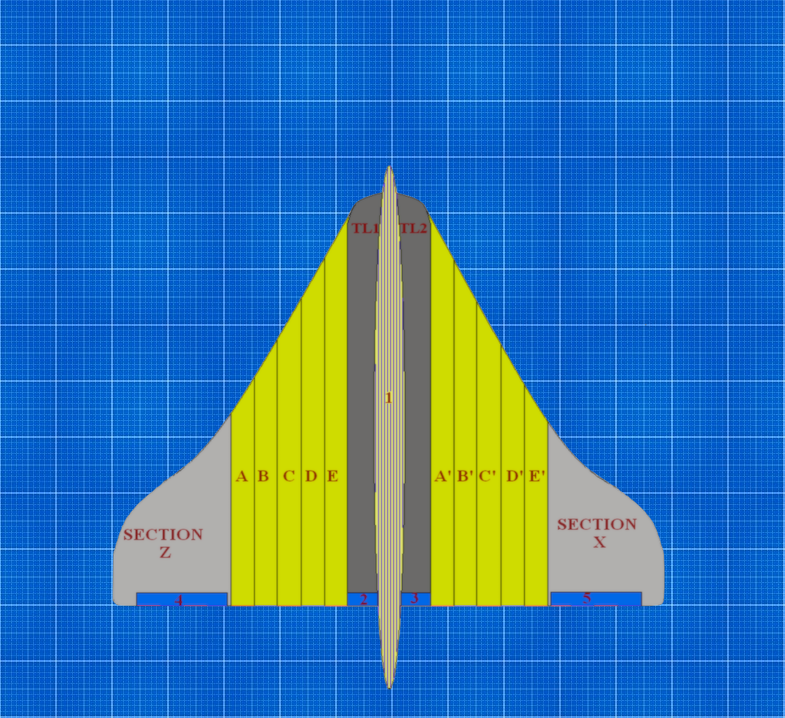 TL1 TL2
1
A B C D E A' B' C' D' E'
SECTION
Z
SECTION
X
4 2 3 5